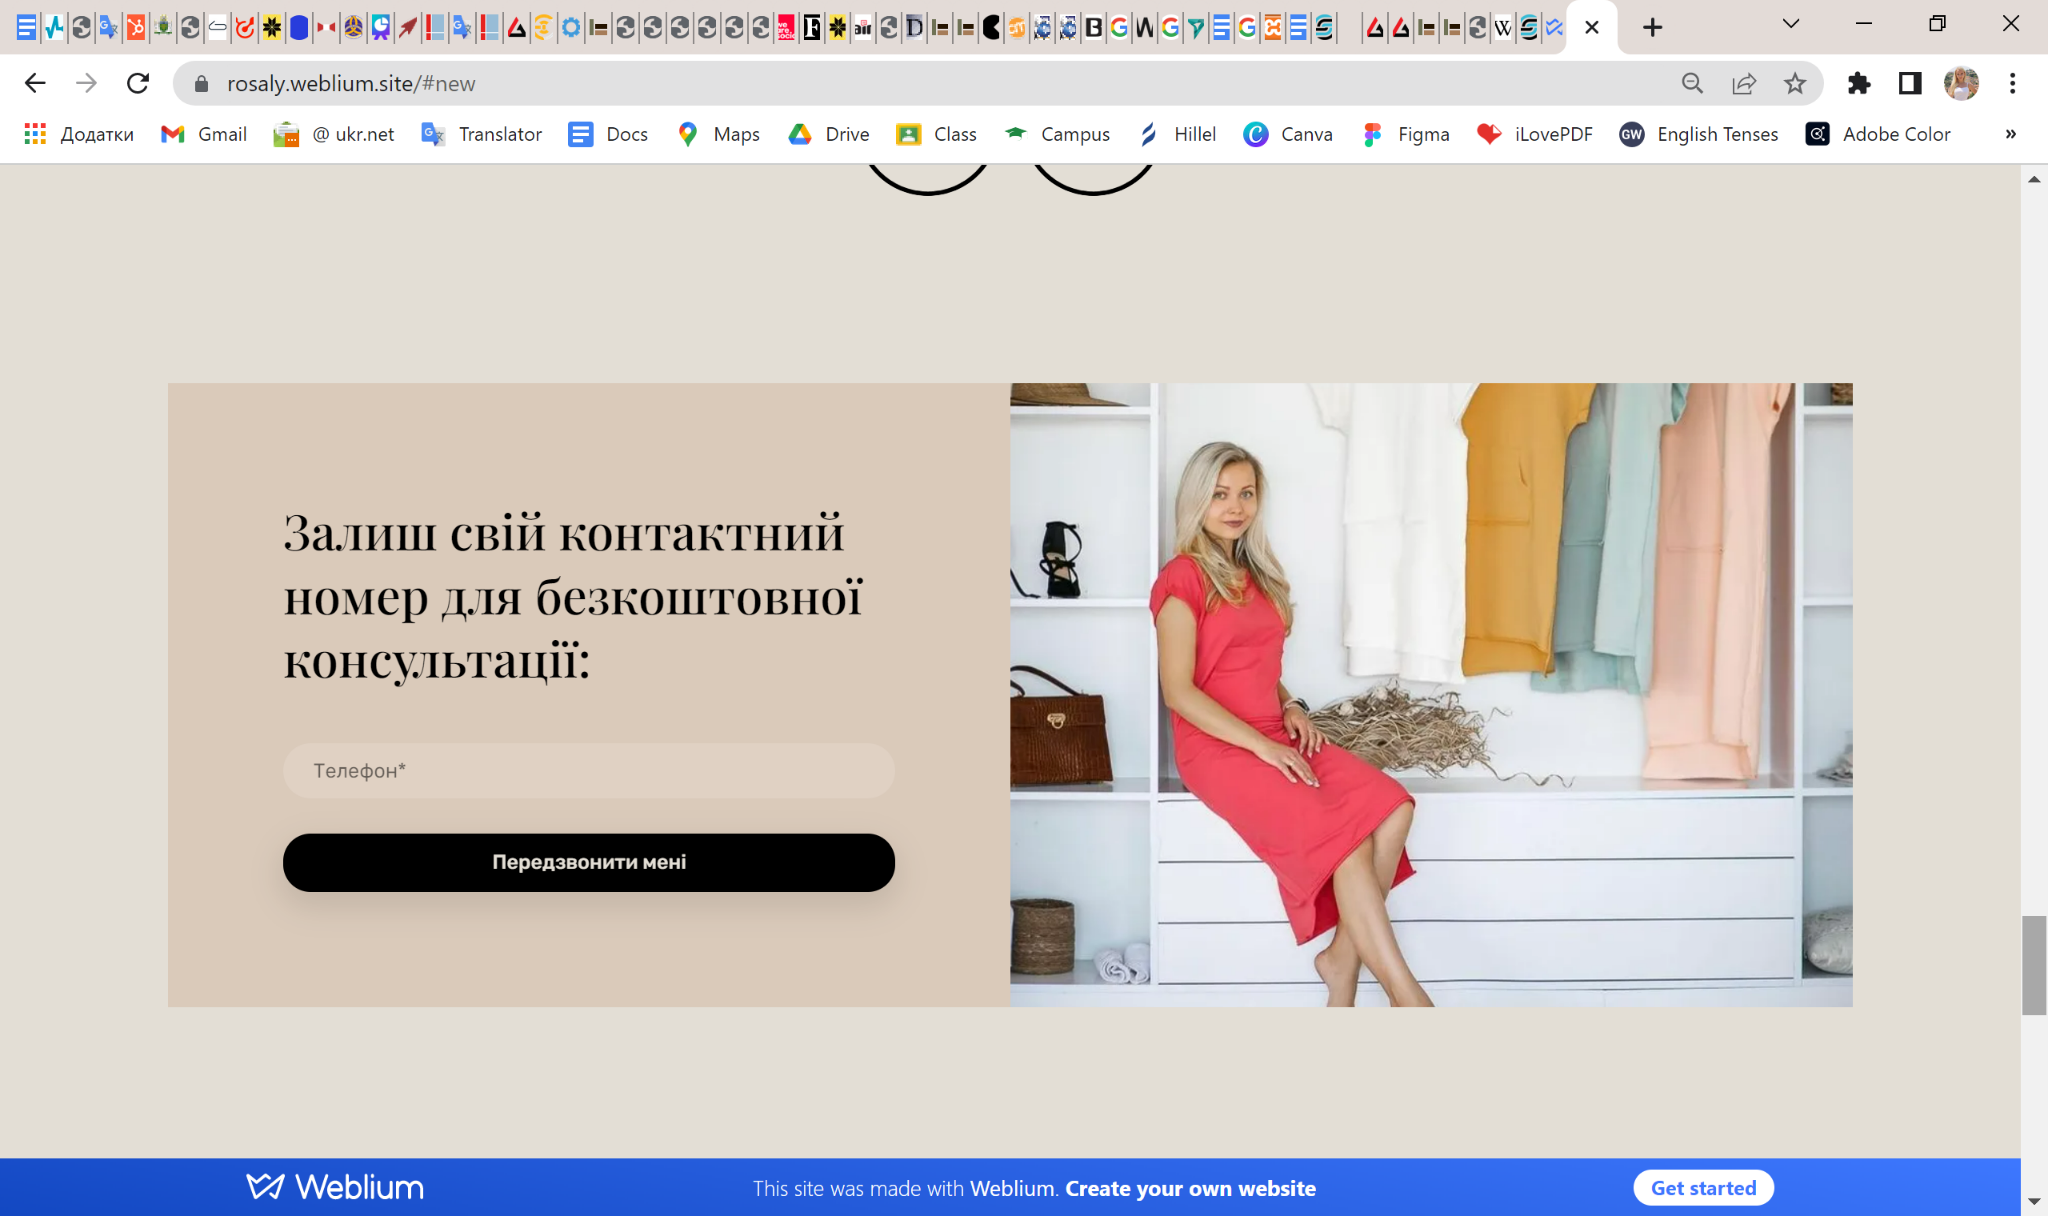 rosaly.weblium.site/#new
Додатки Gmail @ ukr.net Translator Docs Maps Drive Class Campus Hillel Canva Figma iLovePDF GW English Tenses Adobe Color »
Залиш свій контактний
номер для безкоштовної
консультації:
Телефон*
Передзвонити мені
Weblium This site was made with Weblium. Create your own website Get started